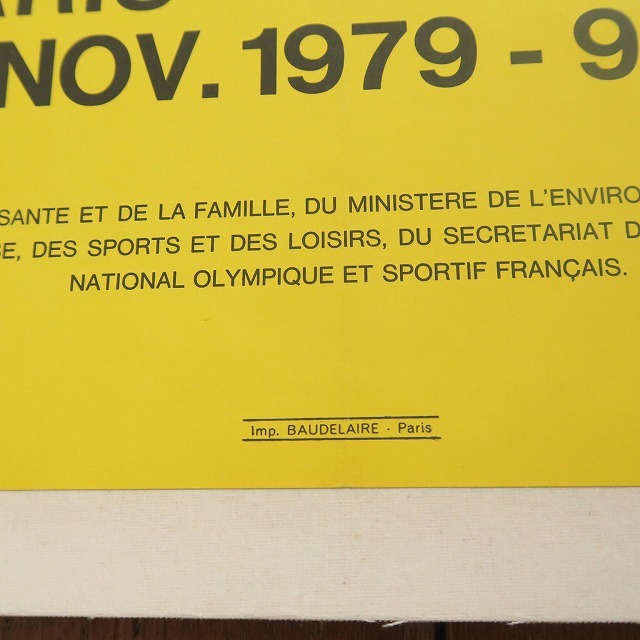 NOV. 1979 - 9
SANTE ET DE LA FAMILLE, DU MINISTERE DE L'ENVIRO
SE, DES SPORTS ET DES LOISIRS, DU SECRETARIAT D
NATIONAL OLYMPIQUE ET SPORTIF FRANÇAIS.
Imp. BAUDELAIRE - Paris